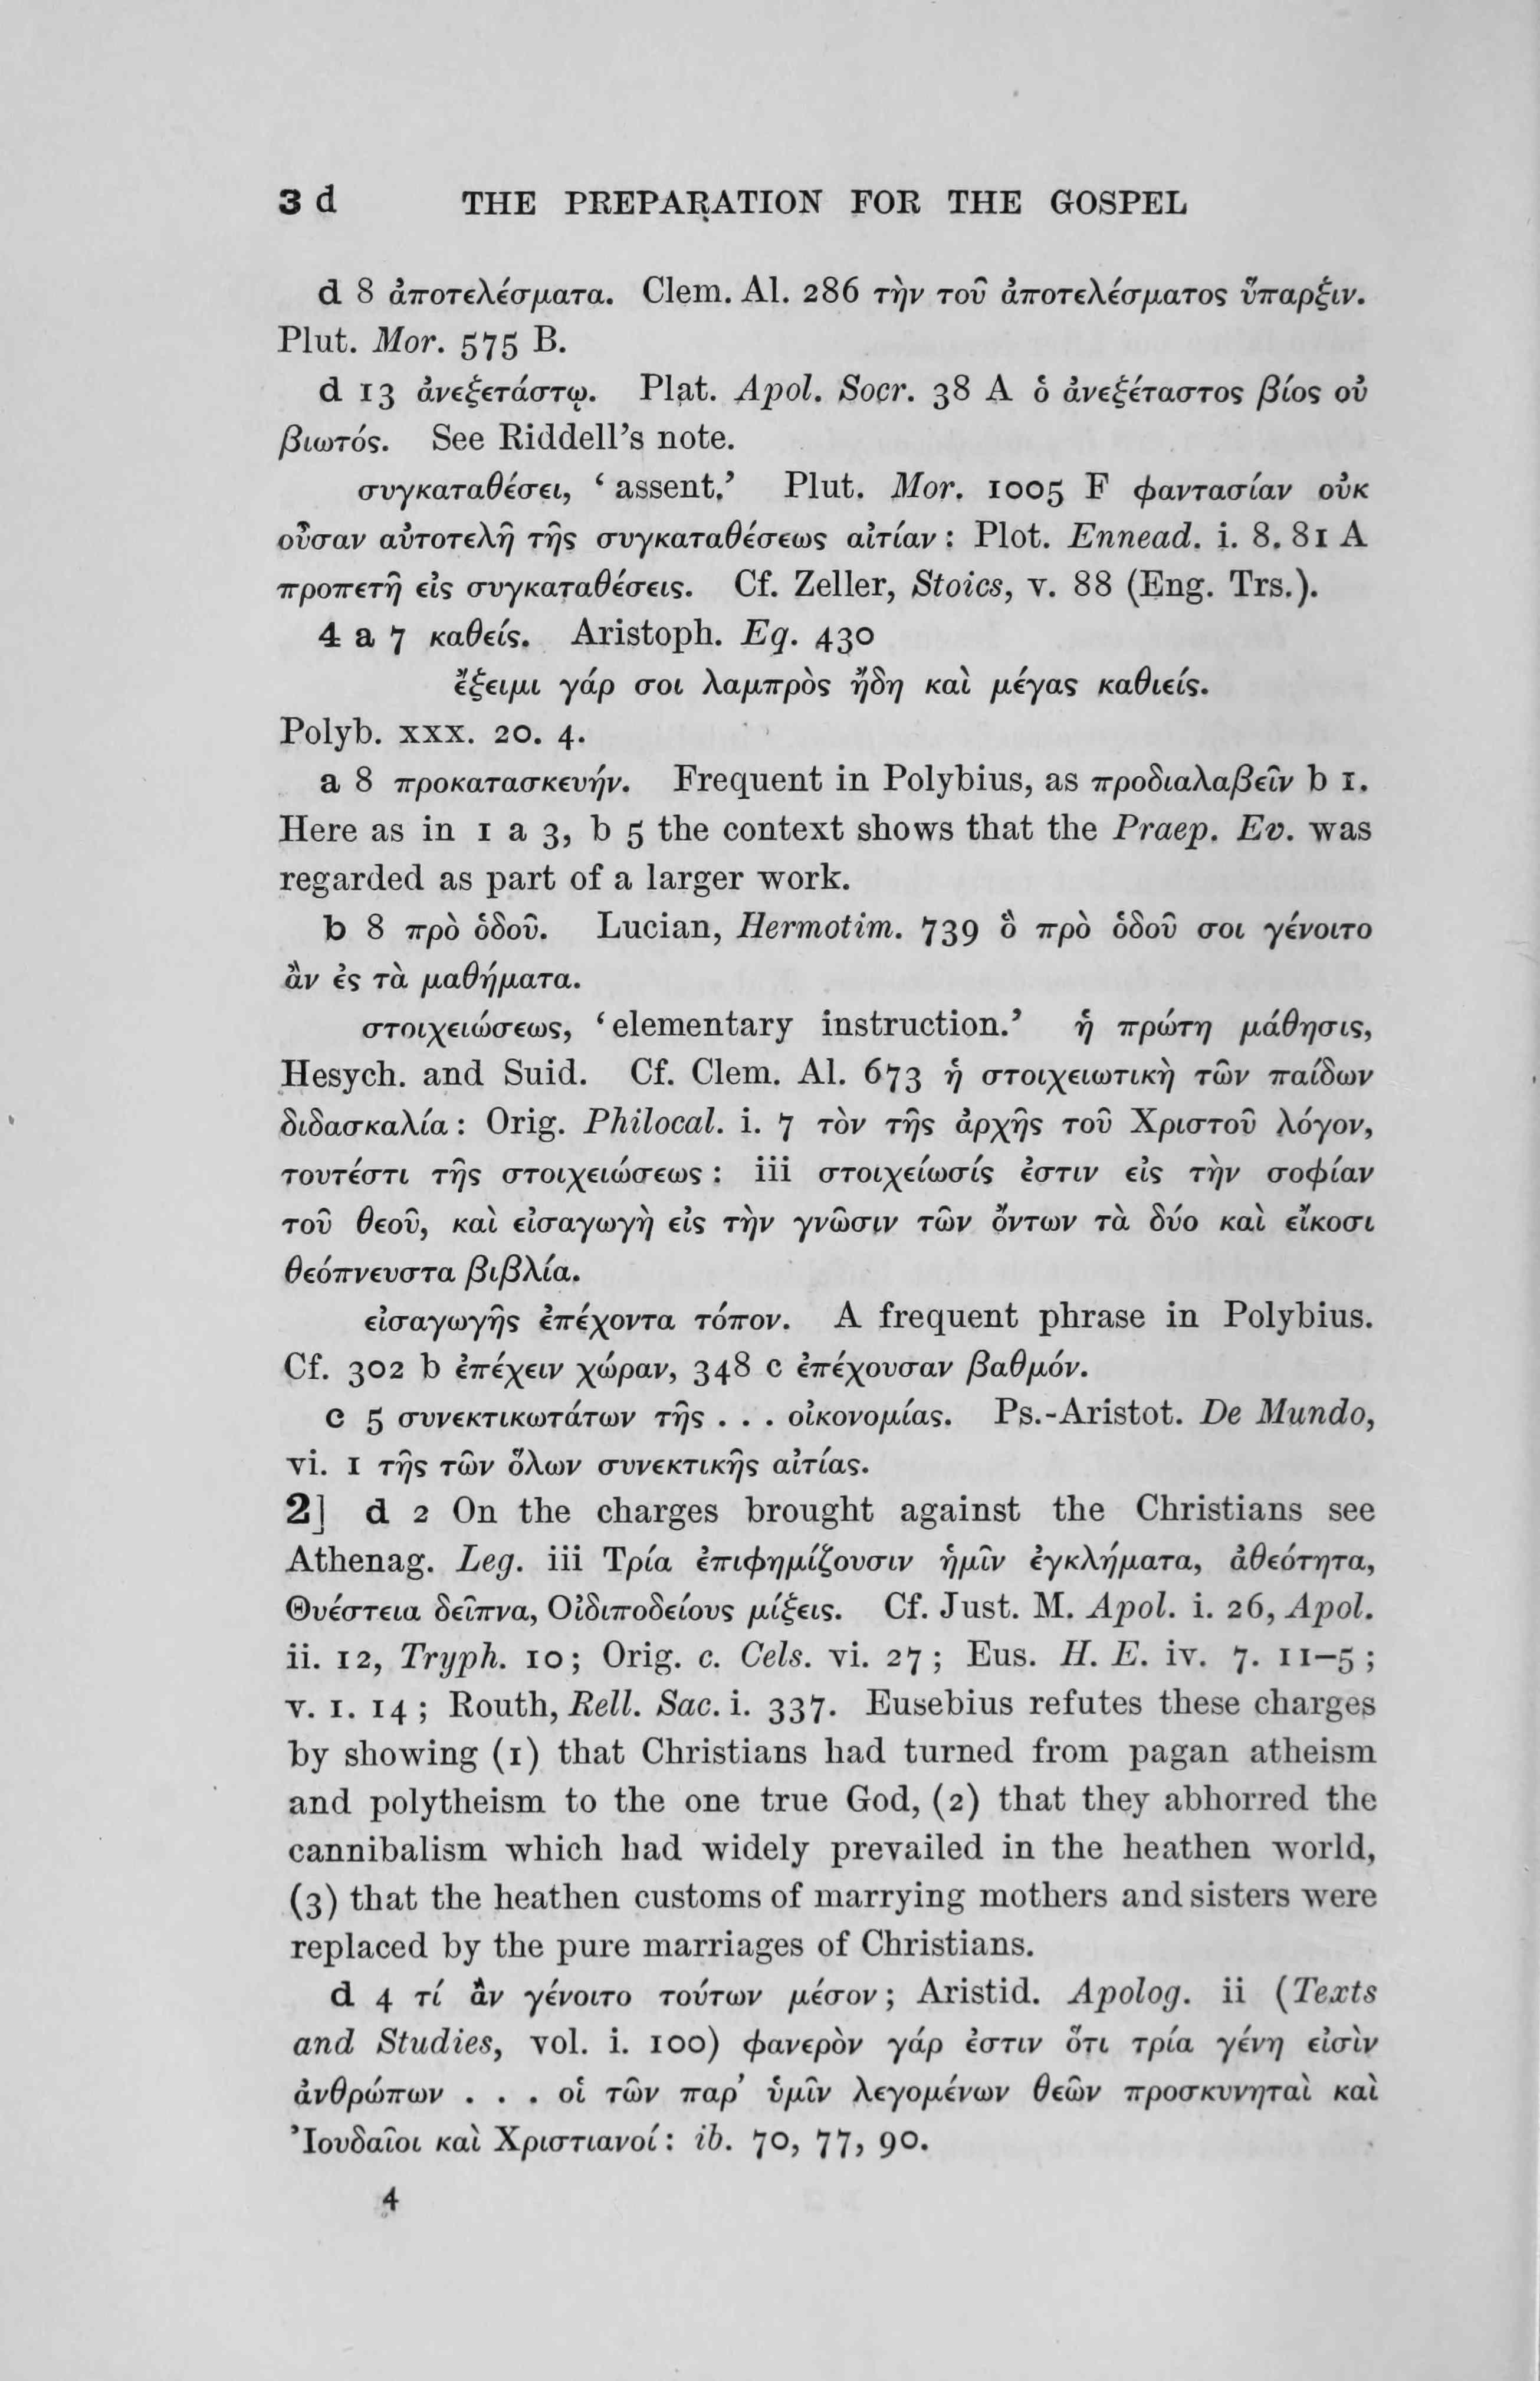 3 d THE PREPARATION FOR THE GOSPEL
d 8 ἀποτελέσματα. Clem. Al. 286 τὴν τοῦ ἀποτελέσματος ὕπαρξιν.
Plut. Mor. 575 B.
d 13 ἀνεξετάστῳ. Plat. Apol. Socr. 38 A ὁ ἀνεξέταστος βίος οὐ
βιωτός. See Riddell’s note.
συγκαταθέσει, ‘assent.’ Plut. Mor. 1005 F φαντασίαν οὐκ
οὖσαν αὐτοτελῆ τῆς συγκαταθέσεως αἰτίαν : Plot. Ennead. i. 8. 81 A
προπετῆ εἰς συγκαταθέσεις. Cf. Zeller, Stoics, v. 88 (Eng. Trs.).
4 a 7 καθείς. Aristoph. Eq. 430
ἔξειμι γάρ σοι λαμπρὸς ἤδη καὶ μέγας καθιείς.
Polyb. xxx. 20. 4.
a 8 προκατασκευήν. Frequent in Polybius, as προδιαλαβεῖν b 1.
Here as in 1 a 3, b 5 the context shows that the Praep. Ev. was
regarded as part of a larger work.
b 8 πρὸ ὁδοῦ. Lucian, Hermotim. 739 ὃ πρὸ ὁδοῦ σοι γένοιτο
ἂν ἐς τὰ μαθήματα.
στοιχειώσεως, ‘elementary instruction.’ ἡ πρώτη μάθησις,
Hesych. and Suid. Cf. Clem. Al. 673 ἡ στοιχειωτικὴ τῶν παίδων
διδασκαλία : Orig. Philocal. i. 7 τὸν τῆς ἀρχῆς τοῦ Χριστοῦ λόγον,
τουτέστι τῆς στοιχειώσεως : iii στοιχείωσίς ἐστιν εἰς τὴν σοφίαν
τοῦ θεοῦ, καὶ εἰσαγωγὴ εἰς τὴν γνῶσιν τῶν ὄντων τὰ δύο καὶ εἴκοσι
θεόπνευστα βιβλία.
εἰσαγωγῆς ἐπέχοντα τόπον. A frequent phrase in Polybius.
Cf. 302 b ἐπέχειν χώραν, 348 c ἐπέχουσαν βαθμόν.
c 5 συνεκτικωτάτων τῆς . . . οἰκονομίας. Ps.-Aristot. De Mundo,
vi. 1 τῆς τῶν ὅλων συνεκτικῆς αἰτίας.
2] d 2 On the charges brought against the Christians see
Athenag. Leg. iii Τρία ἐπιφημίζουσιν ἡμῖν ἐγκλήματα, ἀθεότητα,
Θυέστεια δεῖπνα, Οἰδιποδείους μίξεις. Cf. Just. M. Apol. i. 26, Apol.
ii. 12, Tryph. 10 ; Orig. c. Cels. vi. 27 ; Eus. H. E. iv. 7. 11–5 ;
v. 1. 14 ; Routh, Rell. Sac. i. 337. Eusebius refutes these charges
by showing (1) that Christians had turned from pagan atheism
and polytheism to the one true God, (2) that they abhorred the
cannibalism which had widely prevailed in the heathen world,
(3) that the heathen customs of marrying mothers and sisters were
replaced by the pure marriages of Christians.
d 4 τί ἂν γένοιτο τούτων μέσον ; Aristid. Apolog. ii (Texts
and Studies, vol. i. 100) φανερὸν γάρ ἐστιν ὅτι τρία γένη εἰσὶν
ἀνθρώπων . . . οἱ τῶν παρ’ ὑμῖν λεγομένων θεῶν προσκυνηταὶ καὶ
Ἰουδαῖοι καὶ Χριστιανοί : ib. 70, 77, 90.
4